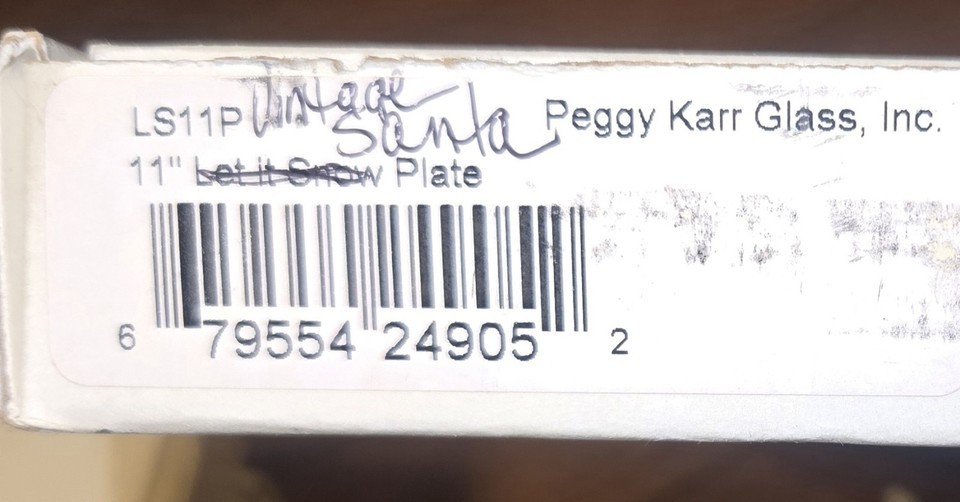 LS11P Vintage Santa Peggy Karr Glass, Inc.
11" Let it Snow Plate
6 79554 24905 2